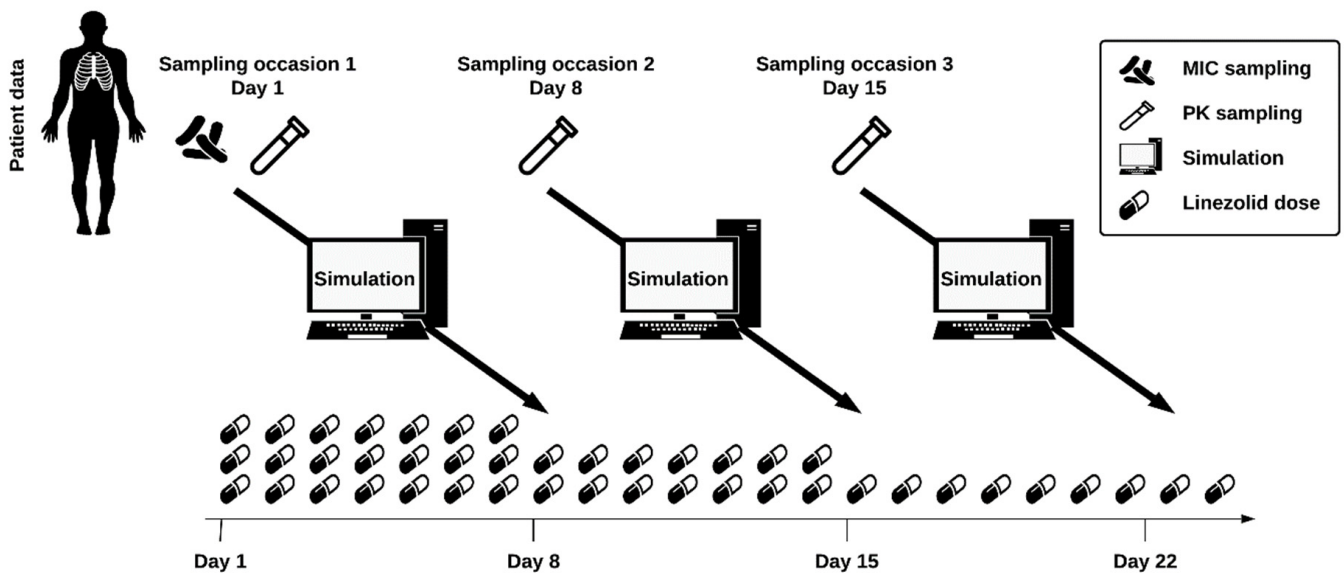 Patient data
Sampling occasion 1
Day 1
Sampling occasion 2
Day 8
Sampling occasion 3
Day 15
MIC sampling
PK sampling
Simulation
Linezolid dose
Simulation
Simulation
Simulation
Day 1
Day 8
Day 15
Day 22